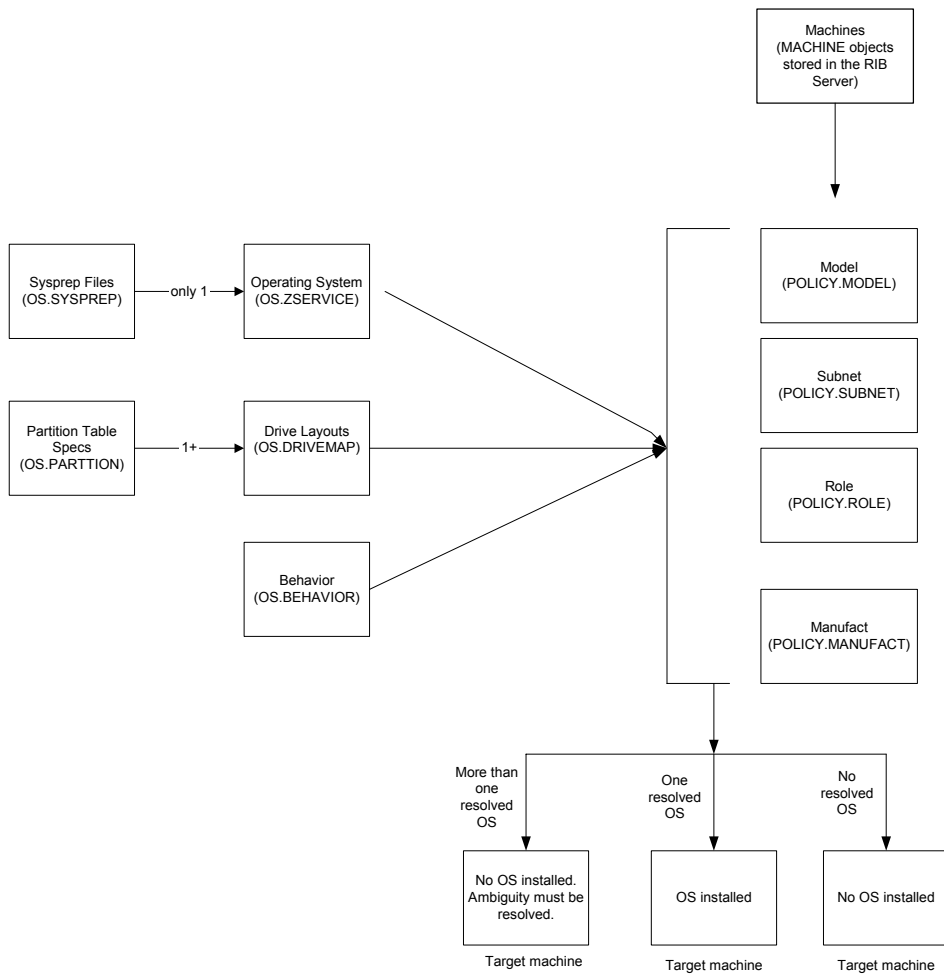 Machines
(MACHINE objects
stored in the RIB
Server)
Sysprep Files
(OS.SYSPREP)
only 1
Operating System
(OS.ZSERVICE)
Model
(POLICY.MODEL)
Subnet
(POLICY.SUBNET)
Partition Table
Specs
(OS.PARTTION)
1+
Drive Layouts
(OS.DRIVEMAP)
Role
(POLICY.ROLE)
Behavior
(OS.BEHAVIOR)
Manufact
(POLICY.MANUFACT)
More than
one
resolved
OS
One
resolved
OS
No
resolved
OS
No OS installed.
Ambiguity must be
resolved.
OS installed
No OS installed
Target machine
Target machine
Target machine